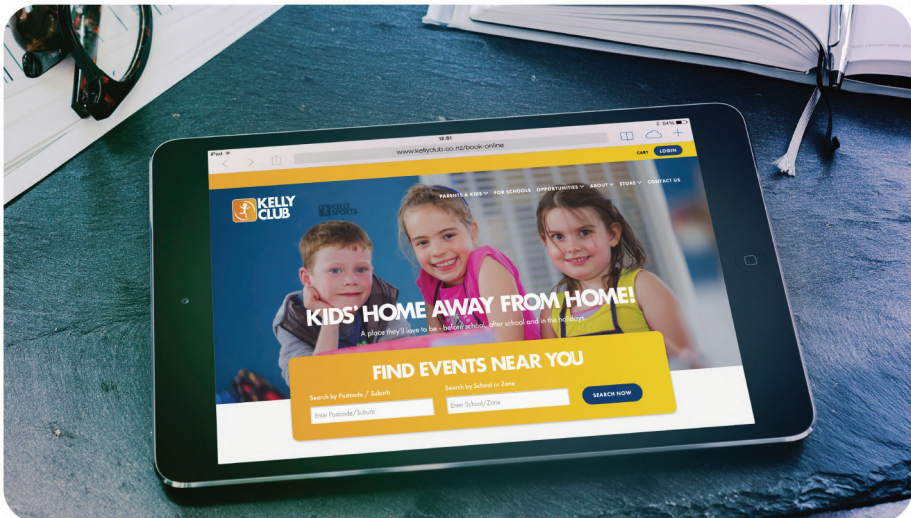 iPad
12:51
54%
www.kellyclub.co.nz/book-online
CART LOGIN
KELLY CLUB
KELLY SPORTS
PARENTS & KIDS FOR SCHOOLS OPPORTUNITIES ABOUT STORE CONTACT US
KIDS' HOME AWAY FROM HOME!
A place they'll love to be - before school, after school and in the holidays.
FIND EVENTS NEAR YOU
Search by Postcode / Suburb
Search by School or Zone
Enter Postcode/Suburb
Enter School/Zone
SEARCH NOW